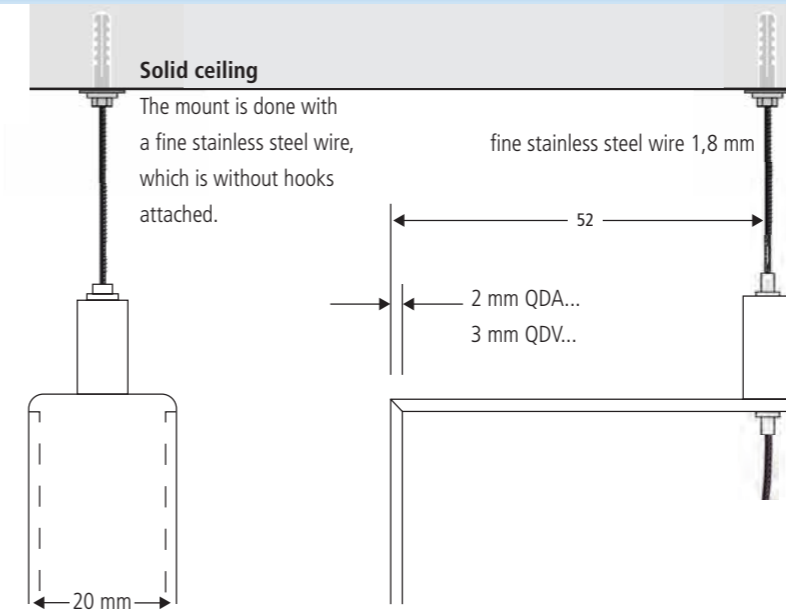 Solid ceiling
The mount is done with
a fine stainless steel wire,
which is without hooks
attached.
fine stainless steel wire 1,8 mm
52
2 mm QDA...
3 mm QDV...
20 mm